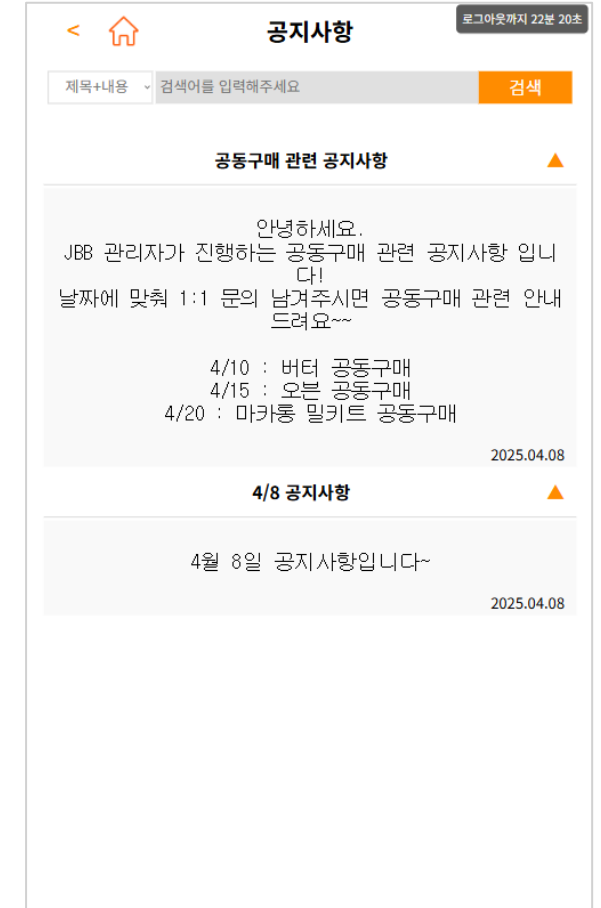 로그아웃까지 22분 20초
< 공지사항
제목+내용 검색어를 입력해주세요 검색
공동구매 관련 공지사항 ▲
안녕하세요.
JBB 관리자가 진행하는 공동구매 관련 공지사항 입니
다!
날짜에 맞춰 1:1 문의 남겨주시면 공동구매 관련 안내
드려요~~
4/10 : 버터 공동구매
4/15 : 오븐 공동구매
4/20 : 마카롱 밀키트 공동구매
2025.04.08
4/8 공지사항 ▲
4월 8일 공지사항입니다~
2025.04.08